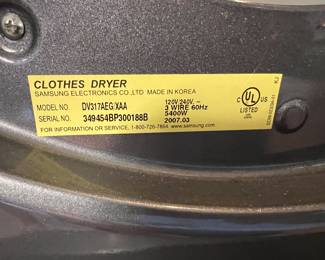 CLOTHES DRYER
SAMSUNG ELECTRONICS CO.,LTD MADE IN KOREA
MODEL NO. DV317AEG/XAA
SERIAL NO. 349454BP300188B
120V/240V, ~
3 WIRE 60Hz
5400W
2007.03
FOR INFORMATION OR SERVICE, 1-800-726-7864 www.samsung.com
C UL US
LISTED